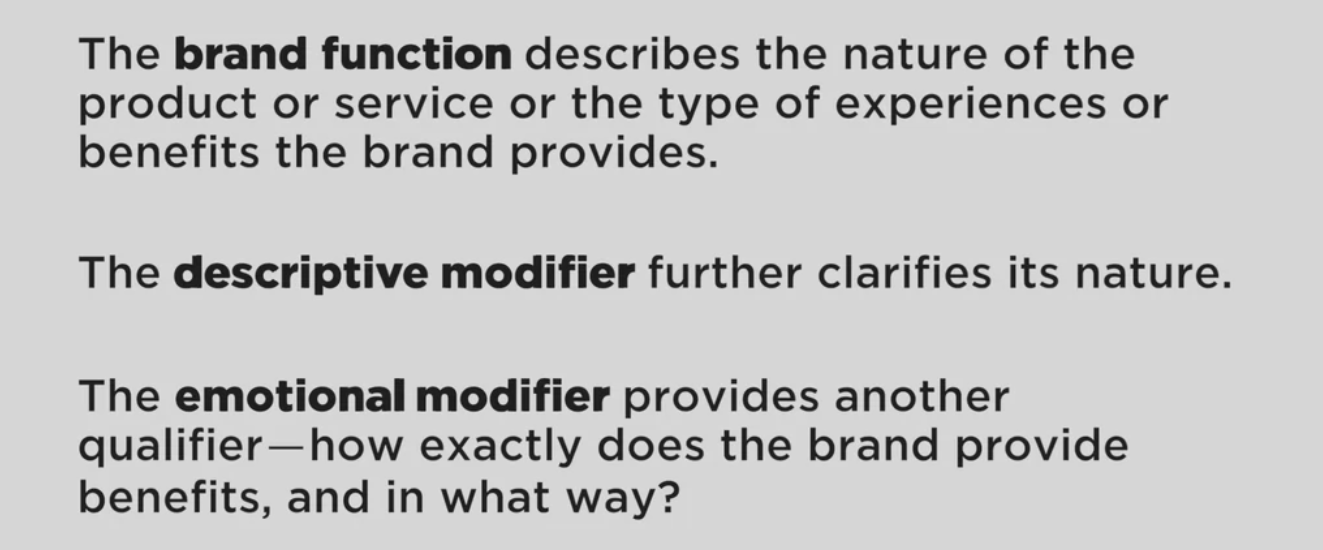 The brand function describes the nature of the
product or service or the type of experiences or
benefits the brand provides.
The descriptive modifier further clarifies its nature.
The emotional modifier provides another
qualifier—how exactly does the brand provide
benefits, and in what way?